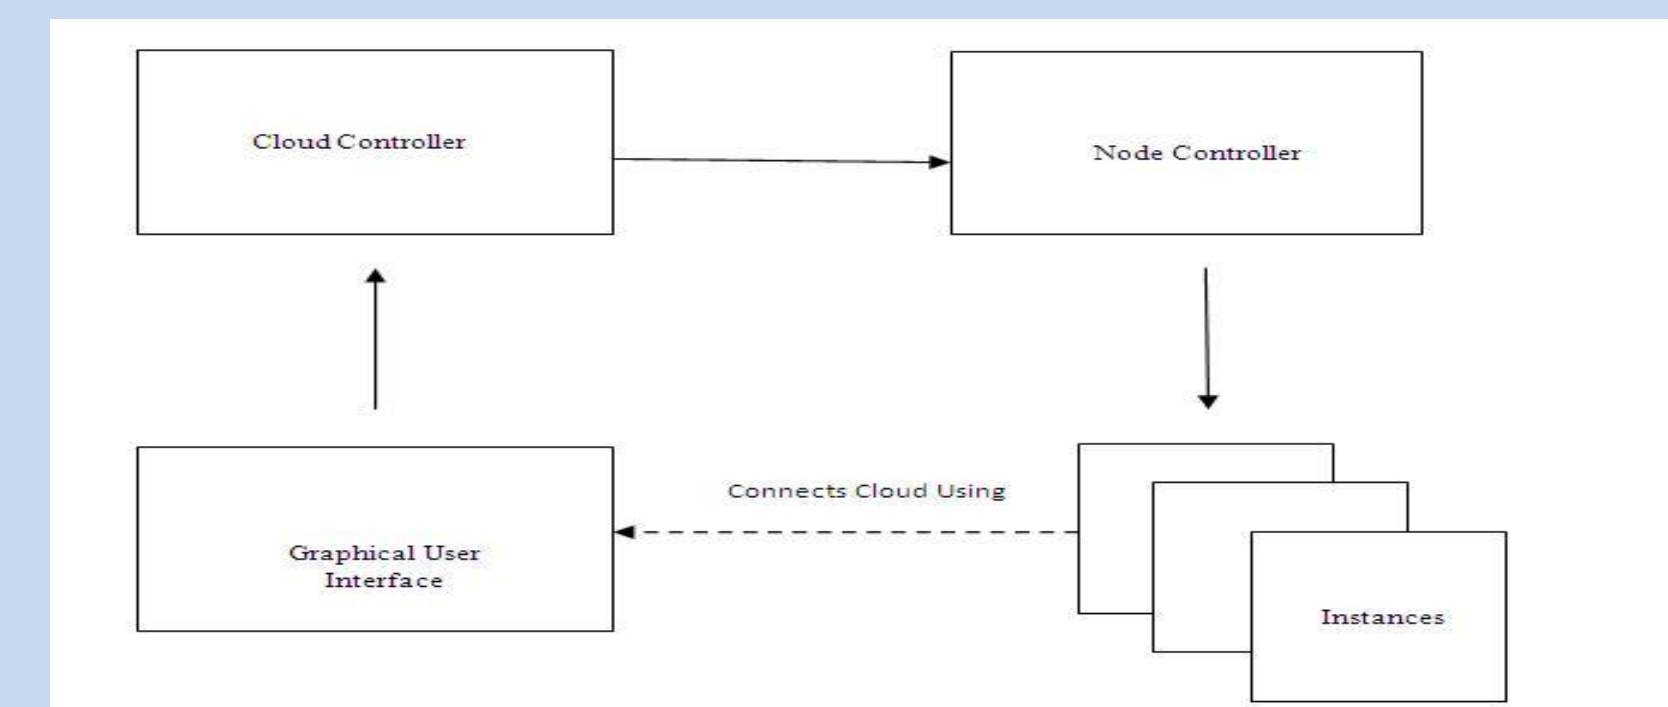 Cloud Controller
Node Controller
Connects Cloud Using
Graphical User
Interface
Instances